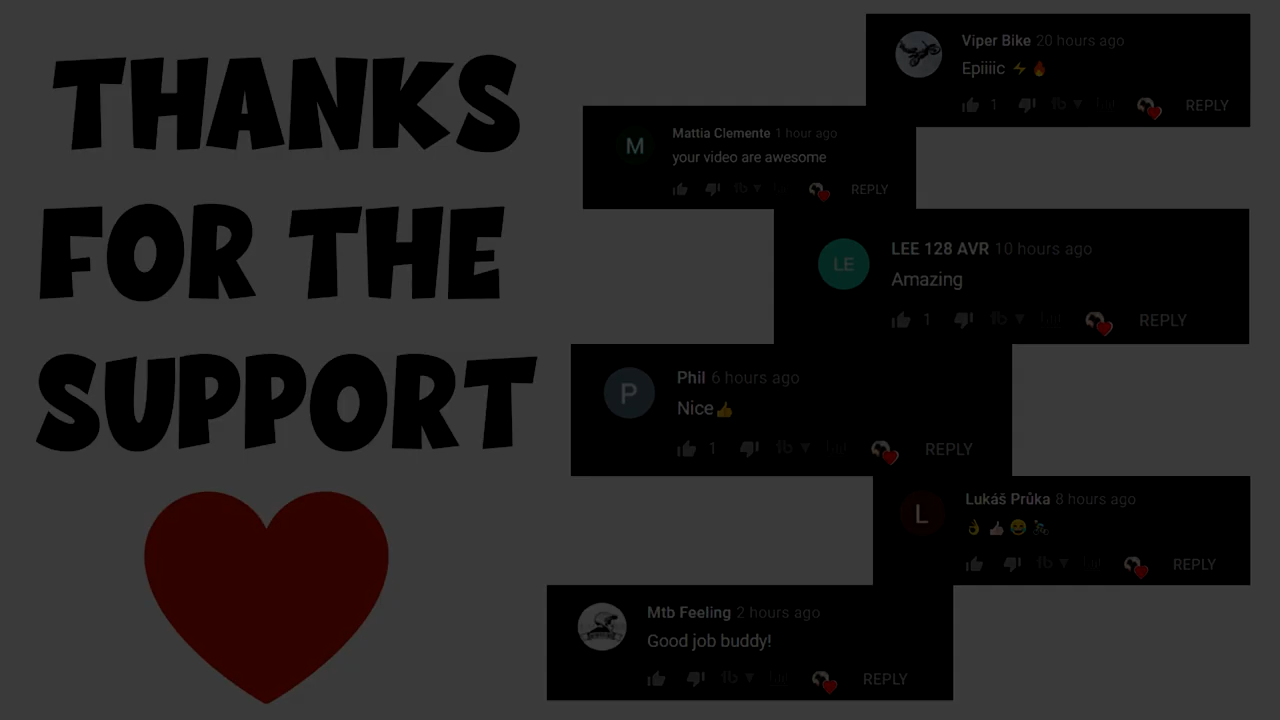 THANKS
FOR THE
SUPPORT
Viper Bike 20 hours ago
Epiiiic ⚡🔥
1 REPLY
M
Mattia Clemente 1 hour ago
your video are awesome
REPLY
LE
LEE 128 AVR 10 hours ago
Amazing
1 REPLY
P
Phil 6 hours ago
Nice👍
1 REPLY
L
Lukáš Průka 8 hours ago
👌👍😆🚴
REPLY
Mtb Feeling 2 hours ago
Good job buddy!
REPLY